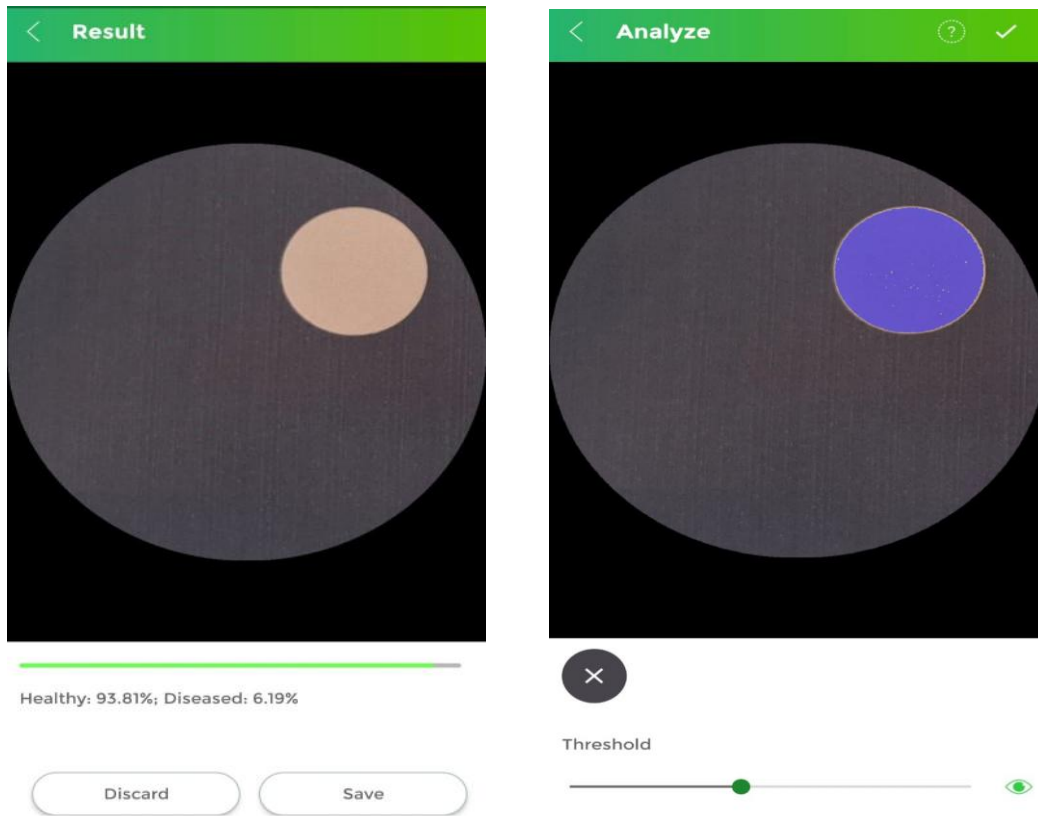 Result
Healthy: 93.81%; Diseased: 6.19%
Discard
Save
Analyze
?
Threshold